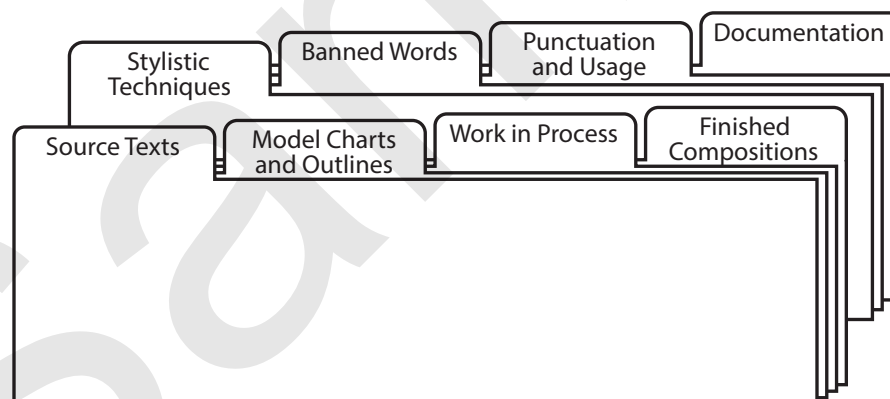 Stylistic
Techniques
Banned Words
Punctuation
and Usage
Documentation
Source Texts
Model Charts
and Outlines
Work in Process
Finished
Compositions